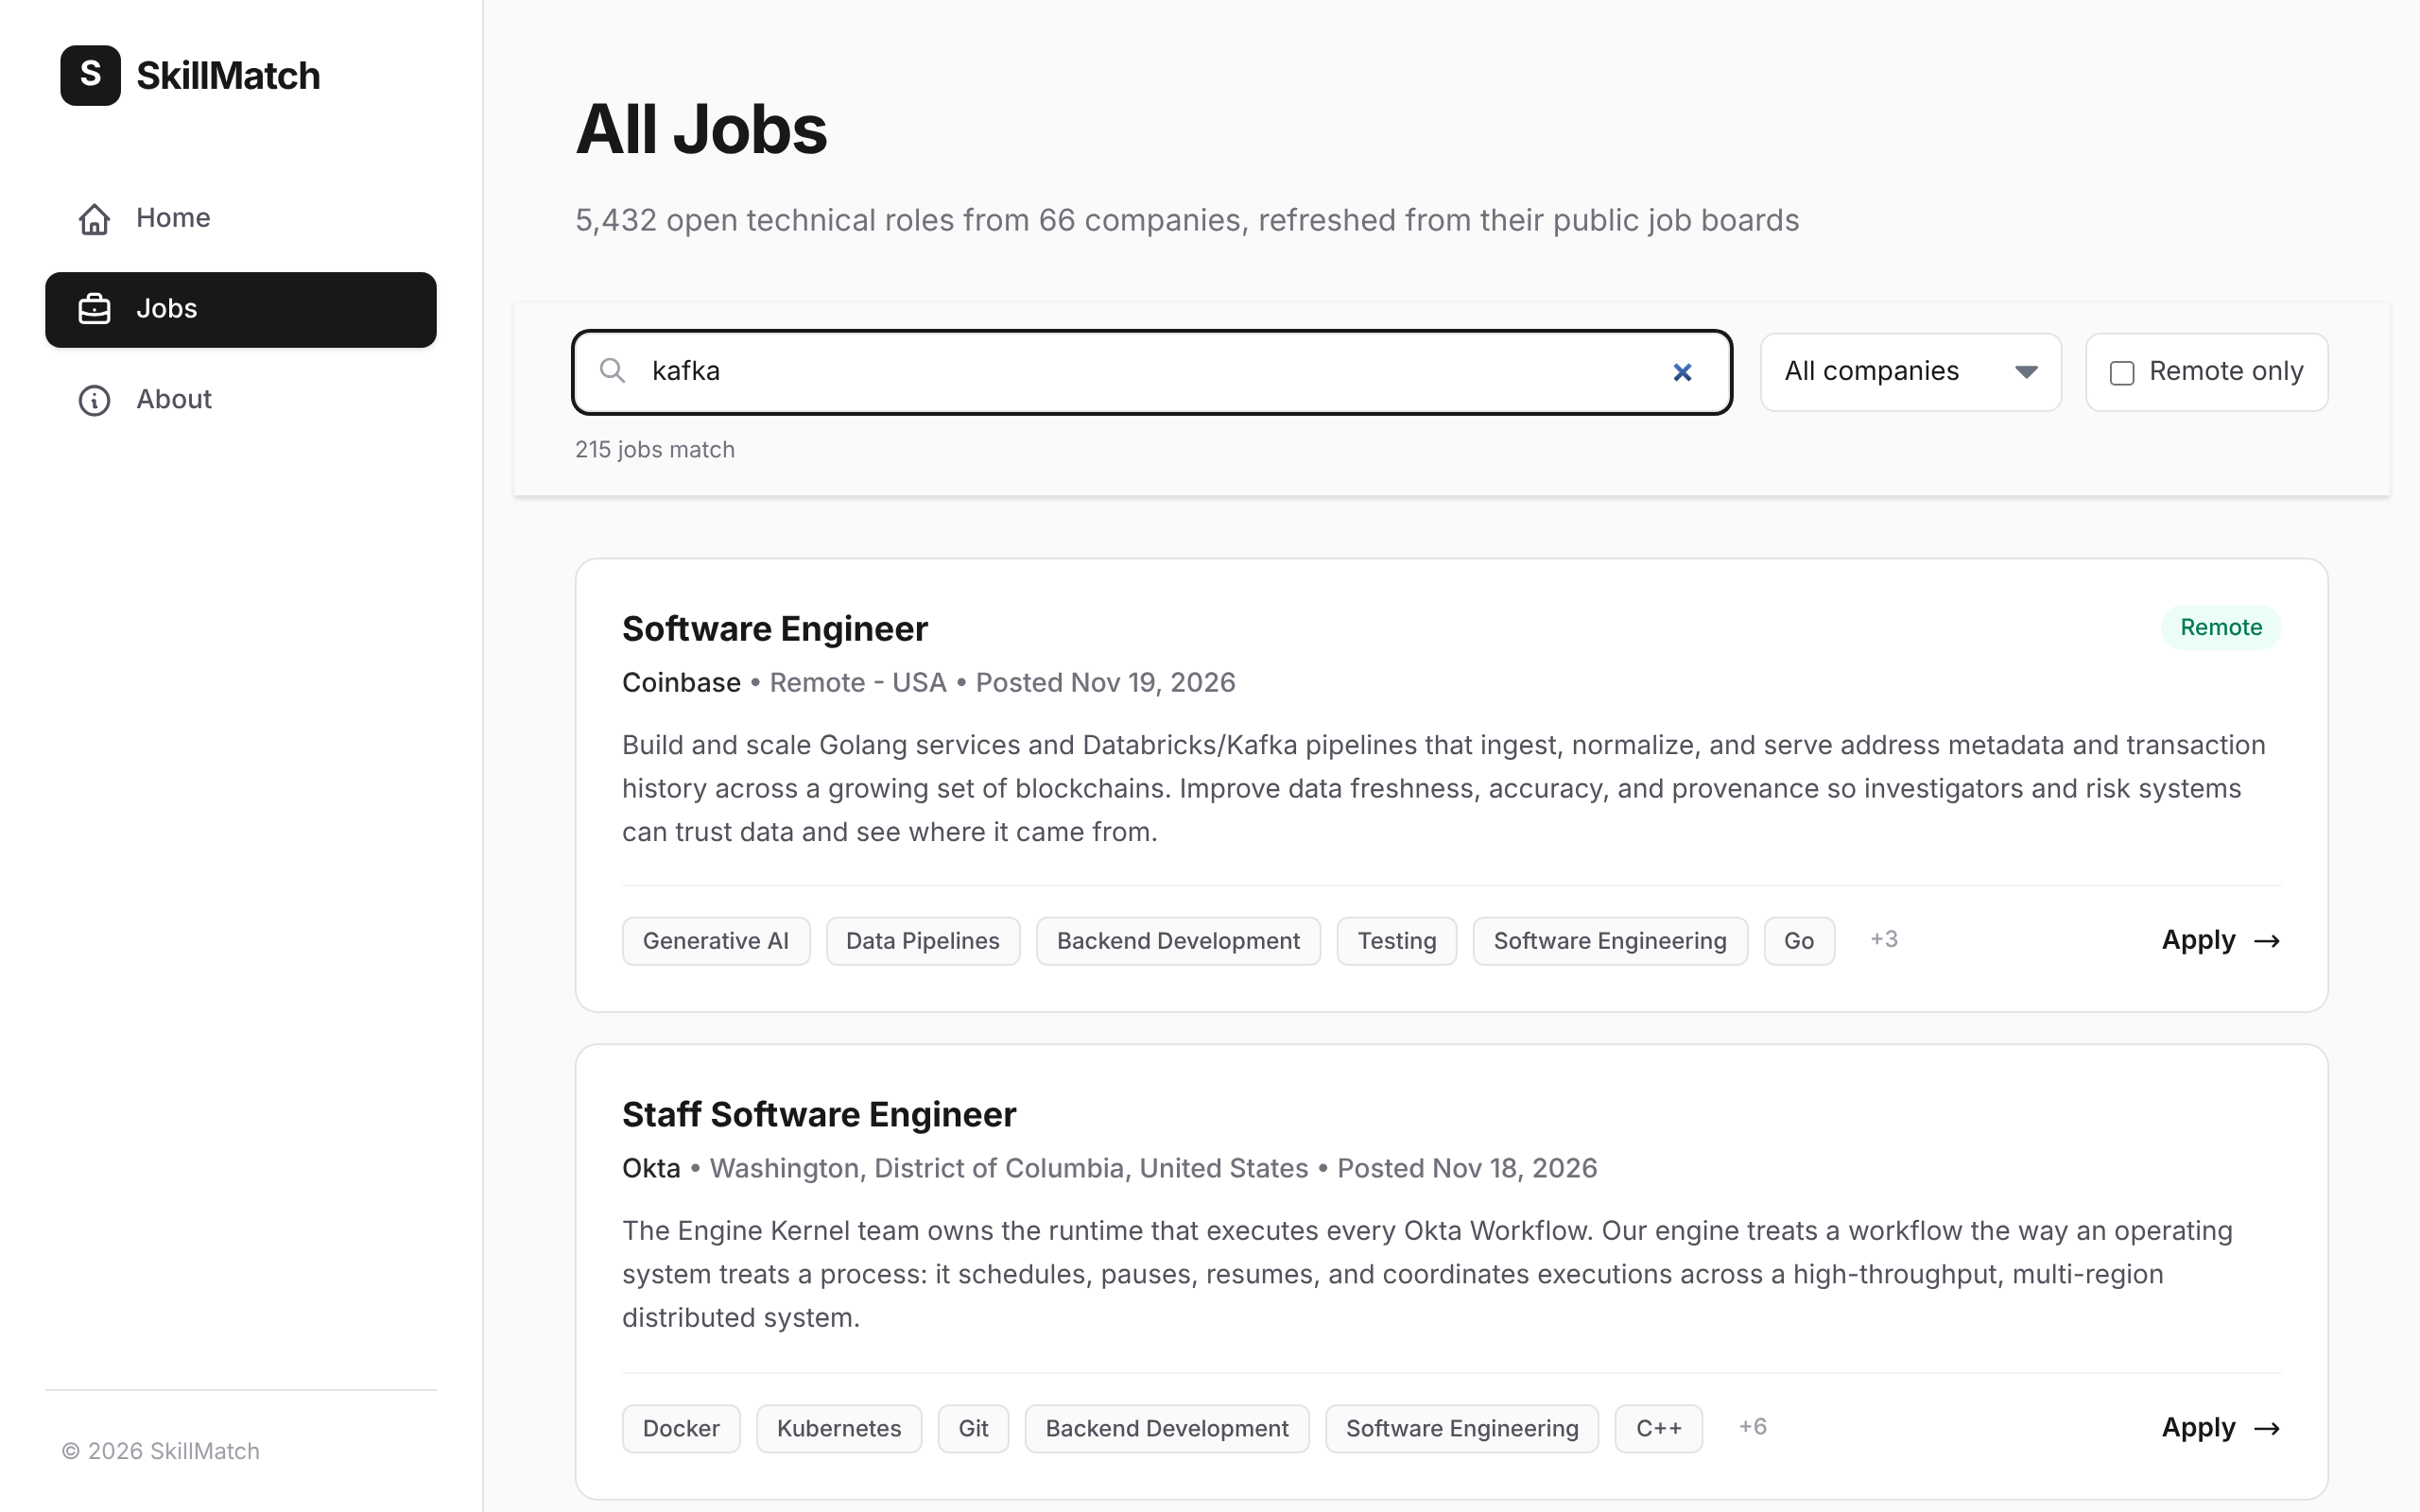 S SkillMatch
Home
Jobs
About
© 2026 SkillMatch
All Jobs
5,432 open technical roles from 66 companies, refreshed from their public job boards
kafka
All companies
Remote only
215 jobs match
Software Engineer
Remote
Coinbase • Remote - USA • Posted Nov 19, 2026
Build and scale Golang services and Databricks/Kafka pipelines that ingest, normalize, and serve address metadata and transaction
history across a growing set of blockchains. Improve data freshness, accuracy, and provenance so investigators and risk systems
can trust data and see where it came from.
Generative AI Data Pipelines Backend Development Testing Software Engineering Go +3 Apply →
Staff Software Engineer
Okta • Washington, District of Columbia, United States • Posted Nov 18, 2026
The Engine Kernel team owns the runtime that executes every Okta Workflow. Our engine treats a workflow the way an operating
system treats a process: it schedules, pauses, resumes, and coordinates executions across a high-throughput, multi-region
distributed system.
Docker Kubernetes Git Backend Development Software Engineering C++ +6 Apply →